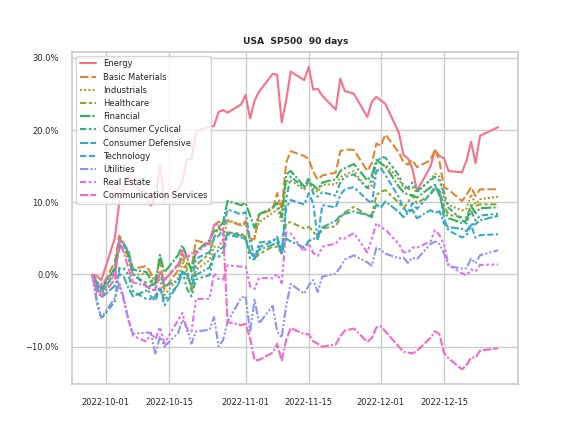 USA  SP500  90 days
30.0%
20.0%
10.0%
0.0%
−10.0%
Energy
Basic Materials
Industrials
Healthcare
Financial
Consumer Cyclical
Consumer Defensive
Technology
Utilities
Real Estate
Communication Services
2022-10-01 2022-10-15 2022-11-01 2022-11-15 2022-12-01 2022-12-15